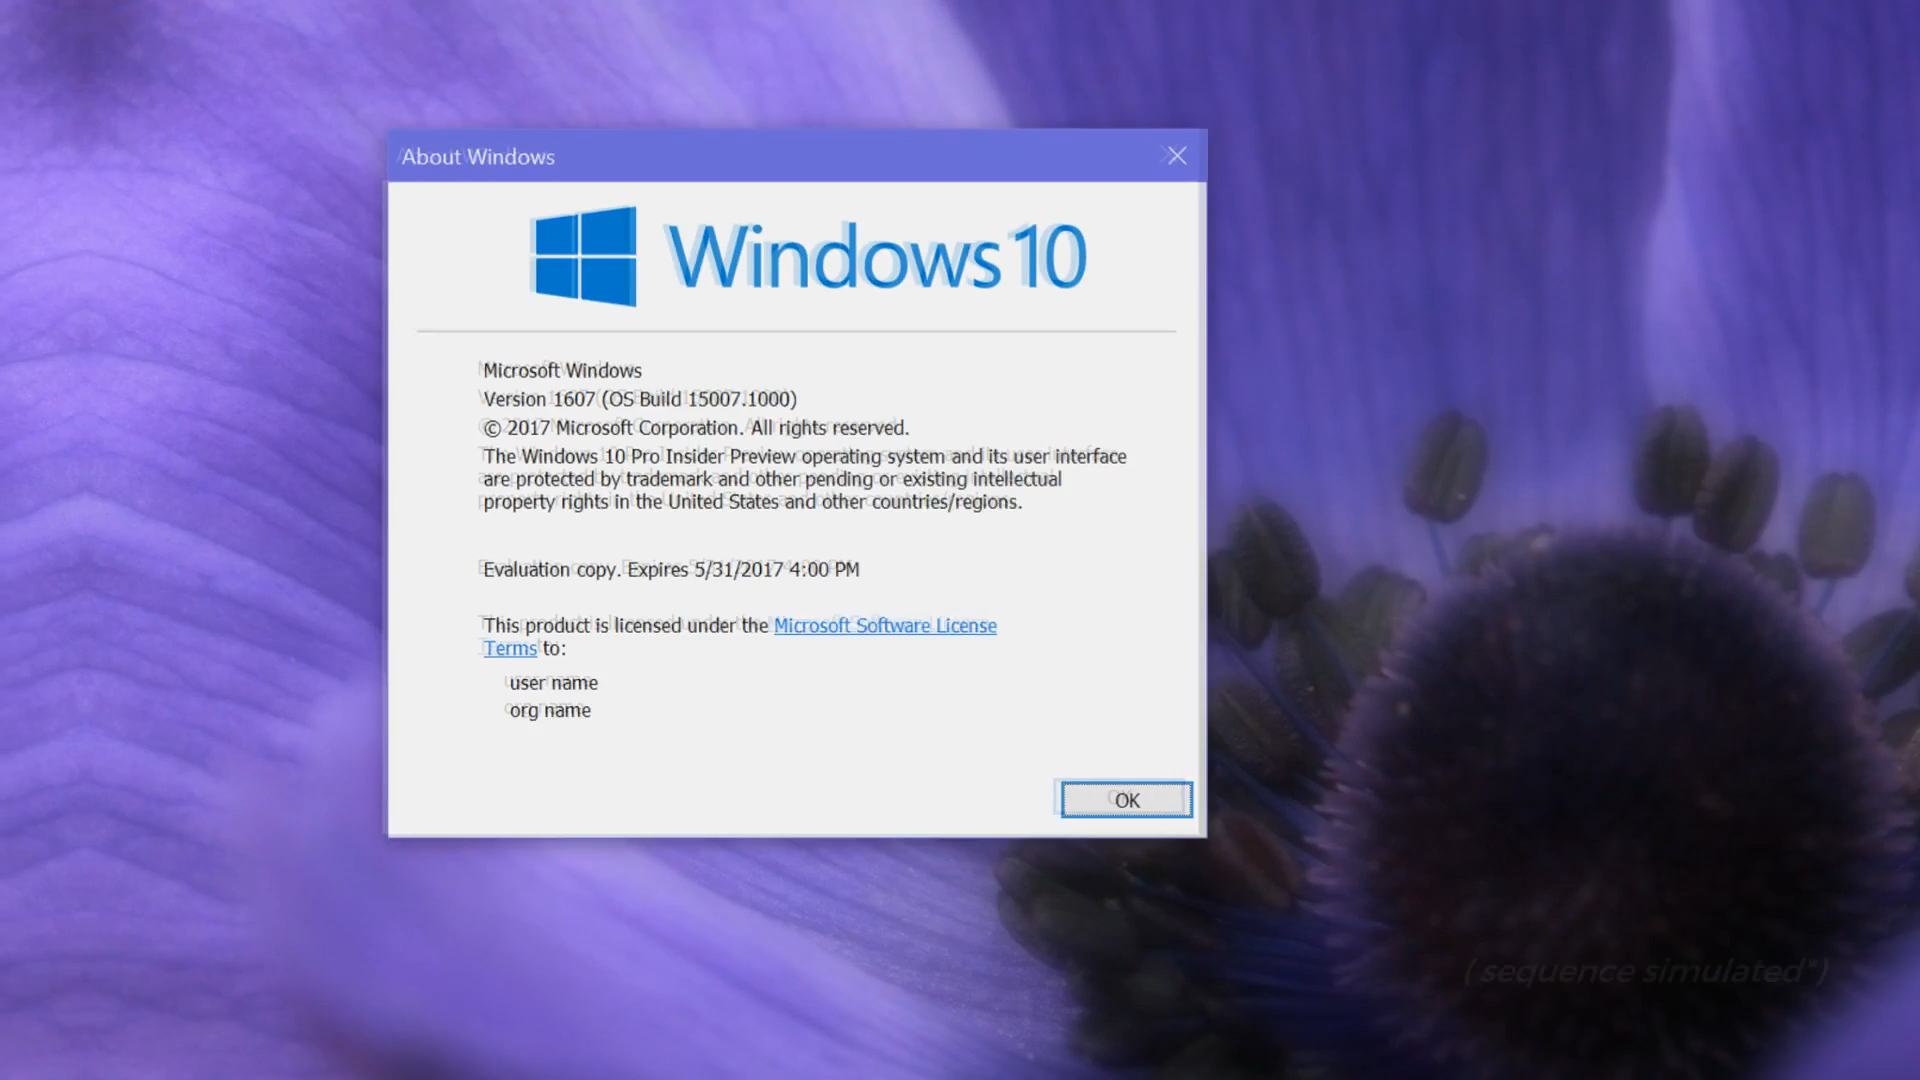 About Windows
Windows 10
Microsoft Windows
Version 1607 (OS Build 15007.1000)
© 2017 Microsoft Corporation. All rights reserved.
The Windows 10 Pro Insider Preview operating system and its user interface
are protected by trademark and other pending or existing intellectual
property rights in the United States and other countries/regions.
Evaluation copy. Expires 5/31/2017 4:00 PM
This product is licensed under the Microsoft Software License
Terms to:
user name
org name
OK
(sequence simulated")